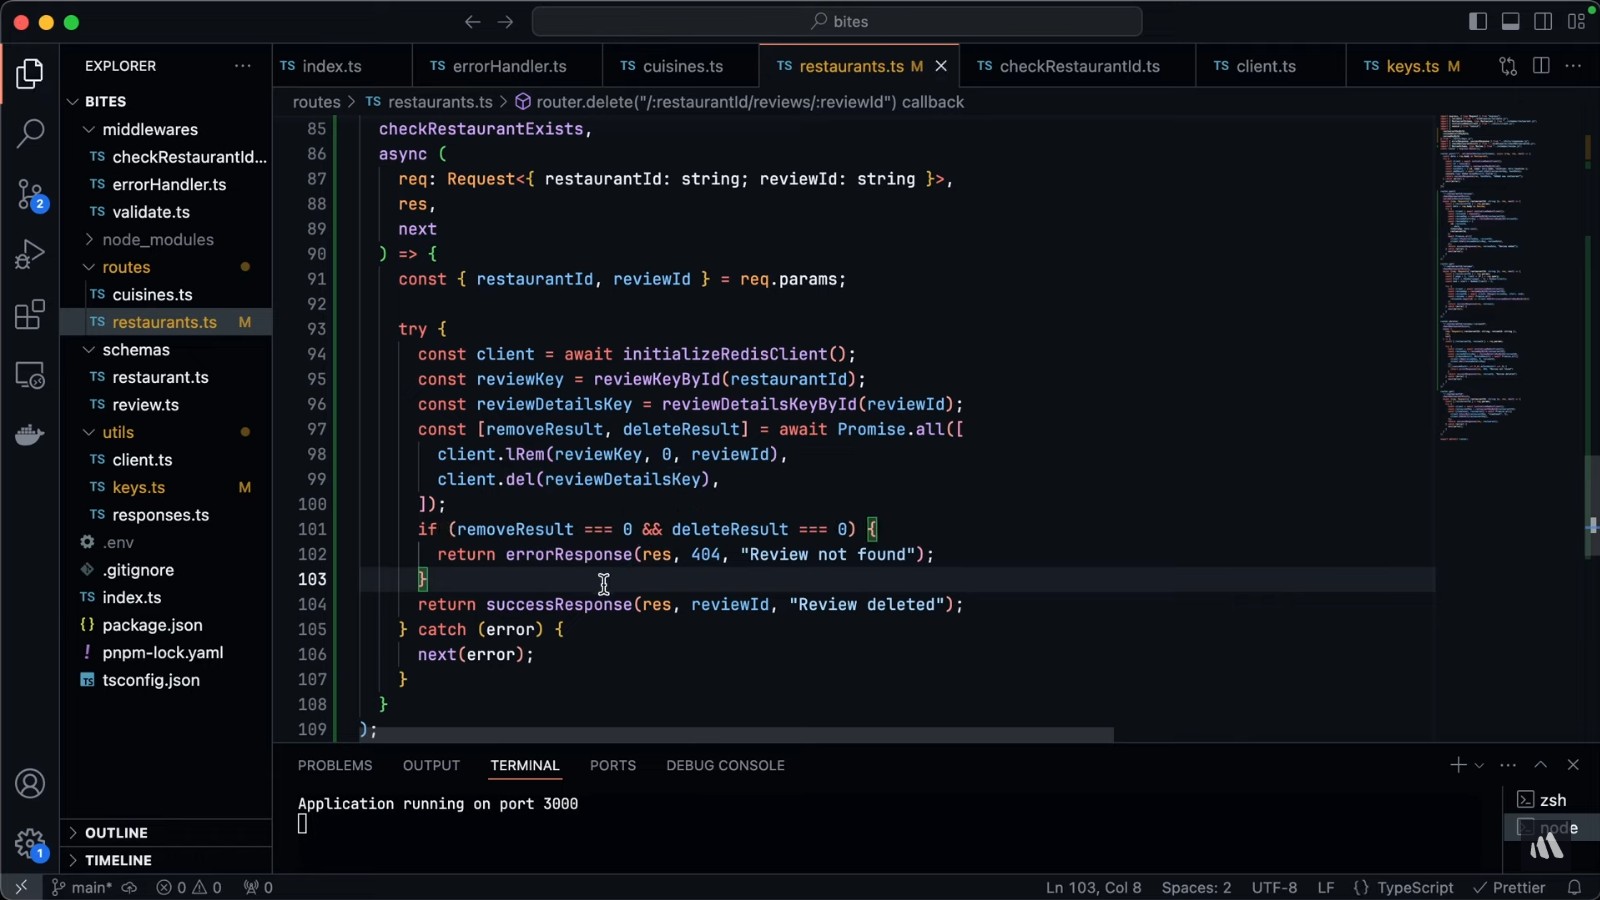 bites
EXPLORER
BITES
middlewares
TS checkRestaurantId...
TS errorHandler.ts
TS validate.ts
node_modules
routes
TS cuisines.ts
TS restaurants.ts M
schemas
TS restaurant.ts
TS review.ts
utils
TS client.ts
TS keys.ts M
TS responses.ts
.env
.gitignore
TS index.ts
{} package.json
! pnpm-lock.yaml
TS tsconfig.json
OUTLINE
TIMELINE
2
1
TS index.ts TS errorHandler.ts TS cuisines.ts TS restaurants.ts M TS checkRestaurantId.ts TS client.ts TS keys.ts M
routes > TS restaurants.ts > router.delete("/:restaurantId/reviews/:reviewId") callback
85 checkRestaurantExists,
86 async (
87 req: Request<{ restaurantId: string; reviewId: string }>,
88 res,
89 next
90 ) => {
91 const { restaurantId, reviewId } = req.params;
92
93 try {
94 const client = await initializeRedisClient();
95 const reviewKey = reviewKeyById(restaurantId);
96 const reviewDetailsKey = reviewDetailsKeyById(reviewId);
97 const [removeResult, deleteResult] = await Promise.all([
98 client.lRem(reviewKey, 0, reviewId),
99 client.del(reviewDetailsKey),
100 ]);
101 if (removeResult === 0 && deleteResult === 0) {
102 return errorResponse(res, 404, "Review not found");
103 }
104 return successResponse(res, reviewId, "Review deleted");
105 } catch (error) {
106 next(error);
107 }
108 }
109 );
PROBLEMS OUTPUT TERMINAL PORTS DEBUG CONSOLE
Application running on port 3000
zsh
node
main* 0 0 0 Ln 103, Col 8 Spaces: 2 UTF-8 LF {} TypeScript Prettier